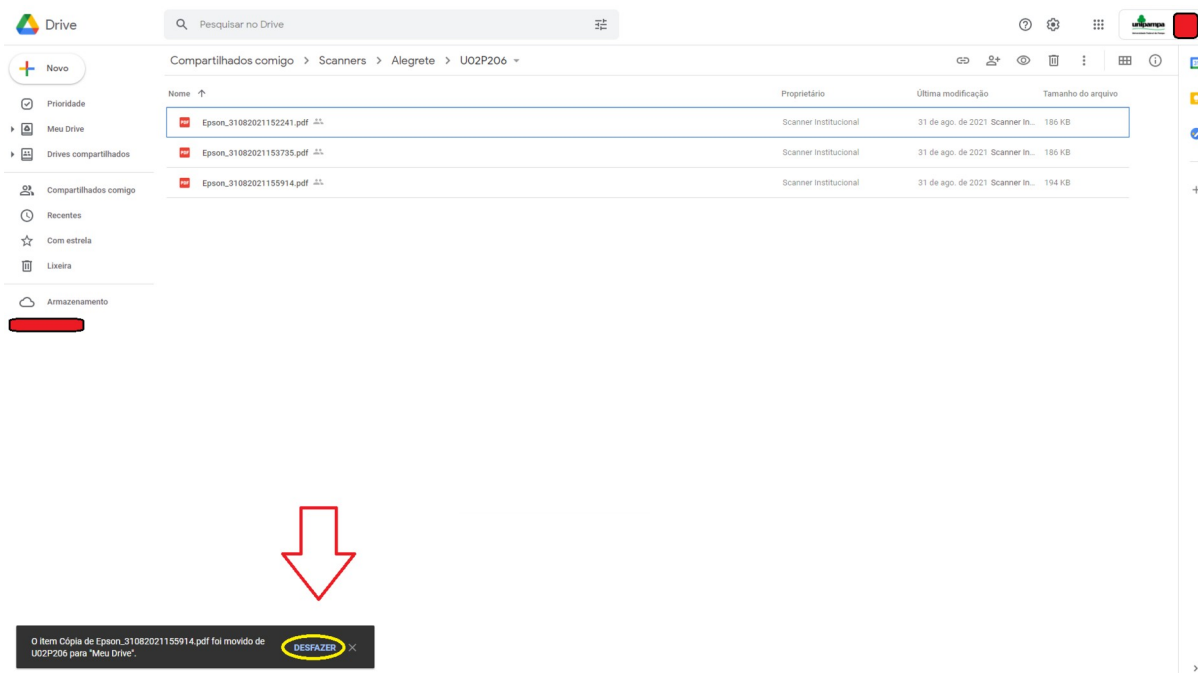 Drive
Pesquisar no Drive
unipampa
Novo
Compartilhados comigo > Scanners > Alegrete > U02P206
Nome Proprietário Última modificação Tamanho do arquivo
Prioridade
Meu Drive
Drives compartilhados
Compartilhados comigo
Recentes
Com estrela
Lixeira
Armazenamento
PDF Epson_31082021152241.pdf Scanner Institucional 31 de ago. de 2021 Scanner In... 186 KB
PDF Epson_31082021153735.pdf Scanner Institucional 31 de ago. de 2021 Scanner In... 186 KB
PDF Epson_31082021155914.pdf Scanner Institucional 31 de ago. de 2021 Scanner In... 194 KB
O item Cópia de Epson_31082021155914.pdf foi movido de
U02P206 para "Meu Drive".
DESFAZER